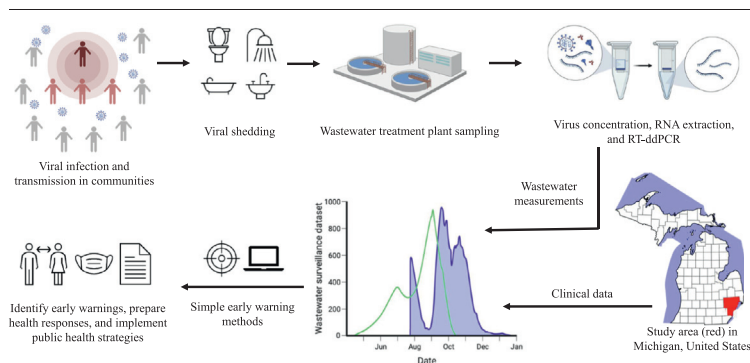 Viral infection and
transmission in communities
Viral shedding
Wastewater treatment plant sampling
Virus concentration, RNA extraction,
and RT-ddPCR
Wastewater
measurements
Clinical data
Study area (red) in
Michigan, United States
Wastewater surveillance dataset
1000
800
600
400
200
0
Jun Aug Oct Dec Jan
Date
Simple early warning
methods
Identify early warnings, prepare
health responses, and implement
public health strategies